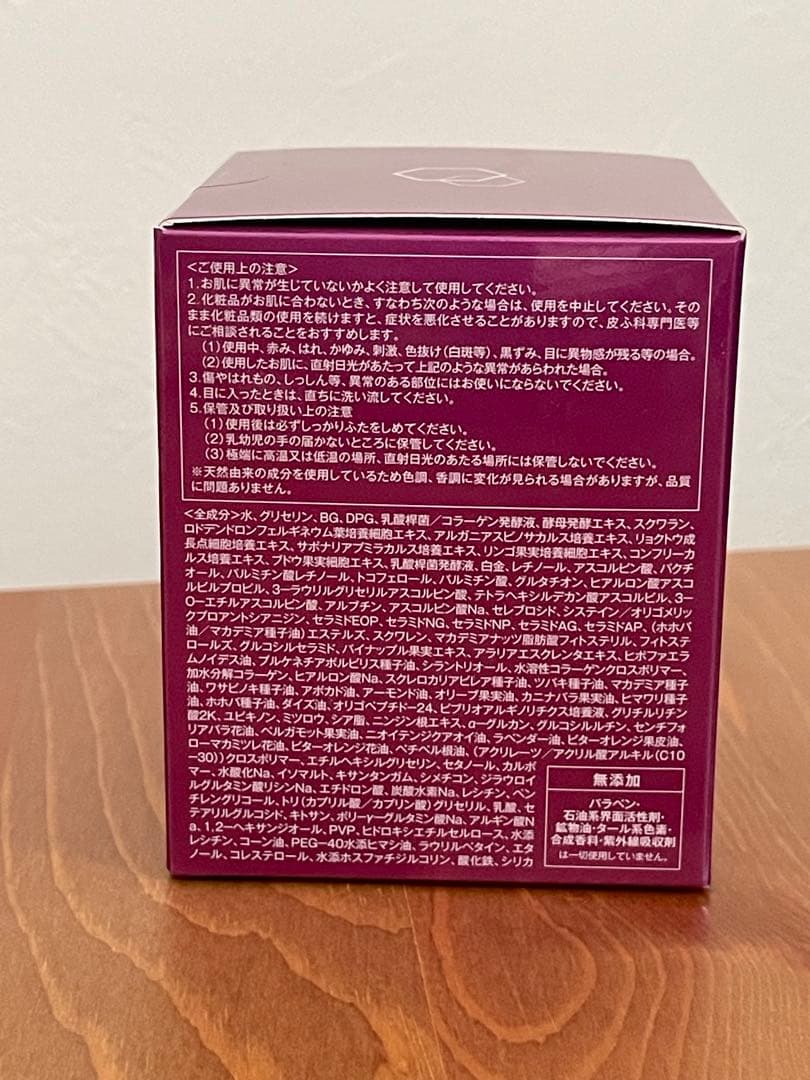 <ご使用上の注意>
1.お肌に異常が生じていないかよく注意して使用してください。
2.化粧品がお肌に合わないとき、すなわち次のような場合は、使用を中止してください。その
まま化粧品類の使用を続けますと、症状を悪化させることがありますので、皮ふ科専門医等
にご相談されることをおすすめします。
(1)使用中、赤み、はれ、かゆみ、刺激、色抜け(白斑等)、黒ずみ、目に異物感が残る等の場合。
(2)使用したお肌に、直射日光があたって上記のような異常があらわれた場合。
3.傷やはれもの、しっしん等、異常のある部位にはお使いにならないでください。
4.目に入ったときは、直ちに洗い流してください。
5.保管及び取り扱い上の注意
(1)使用後は必ずしっかりふたをしめてください。
(2)乳幼児の手の届かないところに保管してください。
(3)極端に高温又は低温の場所、直射日光のあたる場所には保管しないでください。
※天然由来の成分を使用しているため色調、香調に変化が見られる場合がありますが、品質
に問題ありません。
<全成分>水、グリセリン、BG、DPG、乳酸桿菌/コラーゲン発酵液、酵母発酵エキス、スクワラン、
ロドデンドロンフェルギネウム葉培養細胞エキス、アルガニアスピノサカルス培養エキス、リョクトウ成
長点細胞培養エキス、サポナリアプミラカルス培養エキス、リンゴ果実培養細胞エキス、コンフリーカ
ルス培養エキス、ブドウ果実細胞エキス、乳酸桿菌発酵液、白金、レチノール、アスコルビン酸、バクチ
オール、パルミチン酸レチノール、トコフェロール、パルミチン酸、グルタチオン、ヒアルロン酸アスコ
ルビルプロピル、3-ラウリルグリセリルアスコルビン酸、テトラヘキシルデカン酸アスコルビル、3-
O-エチルアスコルビン酸、アルブチン、アスコルビン酸Na、セレブロシド、システイン/オリゴメリッ
クプロアントシアニジン、セラミドEOP、セラミドNG、セラミドNP、セラミドAG、セラミドAP、(ホホバ
油/マカデミア種子油)エステルズ、スクワレン、マカデミアナッツ脂肪酸フィトステリル、フィトステ
ロールズ、グルコシルセラミド、パイナップル果実エキス、アラリアエスクレンタエキス、ヒポファエラ
ムノイデス油、プルケネチアボルビリス種子油、シラントリオール、水溶性コラーゲンクロスポリマー、
加水分解コラーゲン、ヒアルロン酸Na、スクレロカリアビレア種子油、ツバキ種子油、マカデミア種子
油、ワサビノキ種子油、アボカド油、アーモンド油、オリーブ果実油、カニナバラ果実油、ヒマワリ種子
油、ホホバ種子油、ダイズ油、オリゴペプチド-24、ビブリオアルギノリチクス培養液、グリチルリチン
酸2K、ユビキノン、ミツロウ、シア脂、ニンジン根エキス、α-グルカン、グルコシルルチン、センチフォ
リアバラ花油、ベルガモット果実油、ニオイテンジクアオイ油、ラベンダー油、ビターオレンジ果皮油、
ローマカミツレ花油、ビターオレンジ花油、ベチベル根油、(アクリレーツ/アクリル酸アルキル(C10
-30))クロスポリマー、エチルヘキシルグリセリン、セタノール、カルボ
マー、水酸化Na、イソマルト、キサンタンガム、シメチコン、ジラウロイ
ルグルタミン酸リシンNa、エチドロン酸、炭酸水素Na、レシチン、ペン
チレングリコール、トリ(カプリル酸/カプリン酸)グリセリル、乳酸、セ
テアリルグルコシド、キトサン、ポリ-γ-グルタミン酸Na、アルギン酸N
a、1,2-ヘキサンジオール、PVP、ヒドロキシエチルセルロース、水添
レシチン、コーン油、PEG-40水添ヒマシ油、ラウリルベタイン、エタ
ノール、コレステロール、水添ホスファチジルコリン、酸化鉄、シリカ
無添加
パラベン・
石油系界面活性剤・
鉱物油・タール系色素・
合成香料・紫外線吸収剤
は一切使用していません。